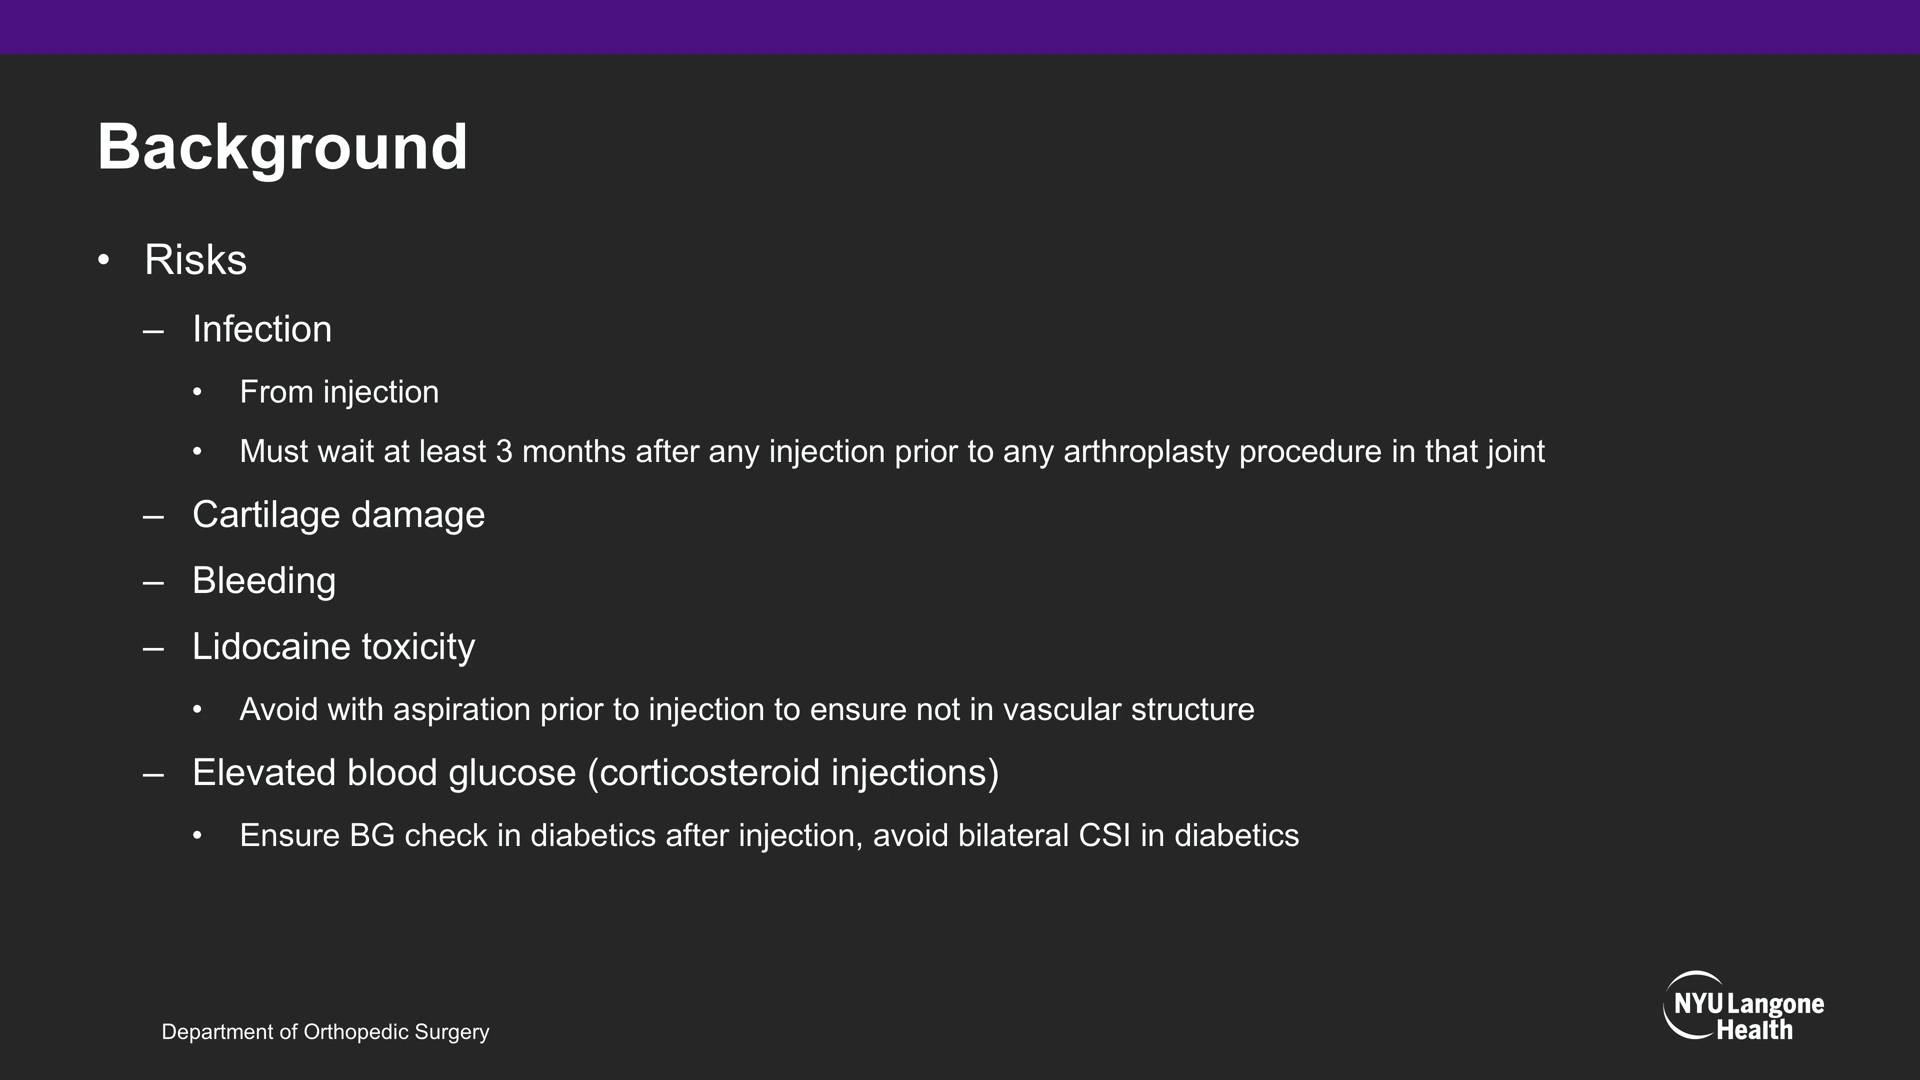 Background
• Risks
– Infection
• From injection
• Must wait at least 3 months after any injection prior to any arthroplasty procedure in that joint
– Cartilage damage
– Bleeding
– Lidocaine toxicity
• Avoid with aspiration prior to injection to ensure not in vascular structure
– Elevated blood glucose (corticosteroid injections)
• Ensure BG check in diabetics after injection, avoid bilateral CSI in diabetics
Department of Orthopedic Surgery
NYU Langone
Health